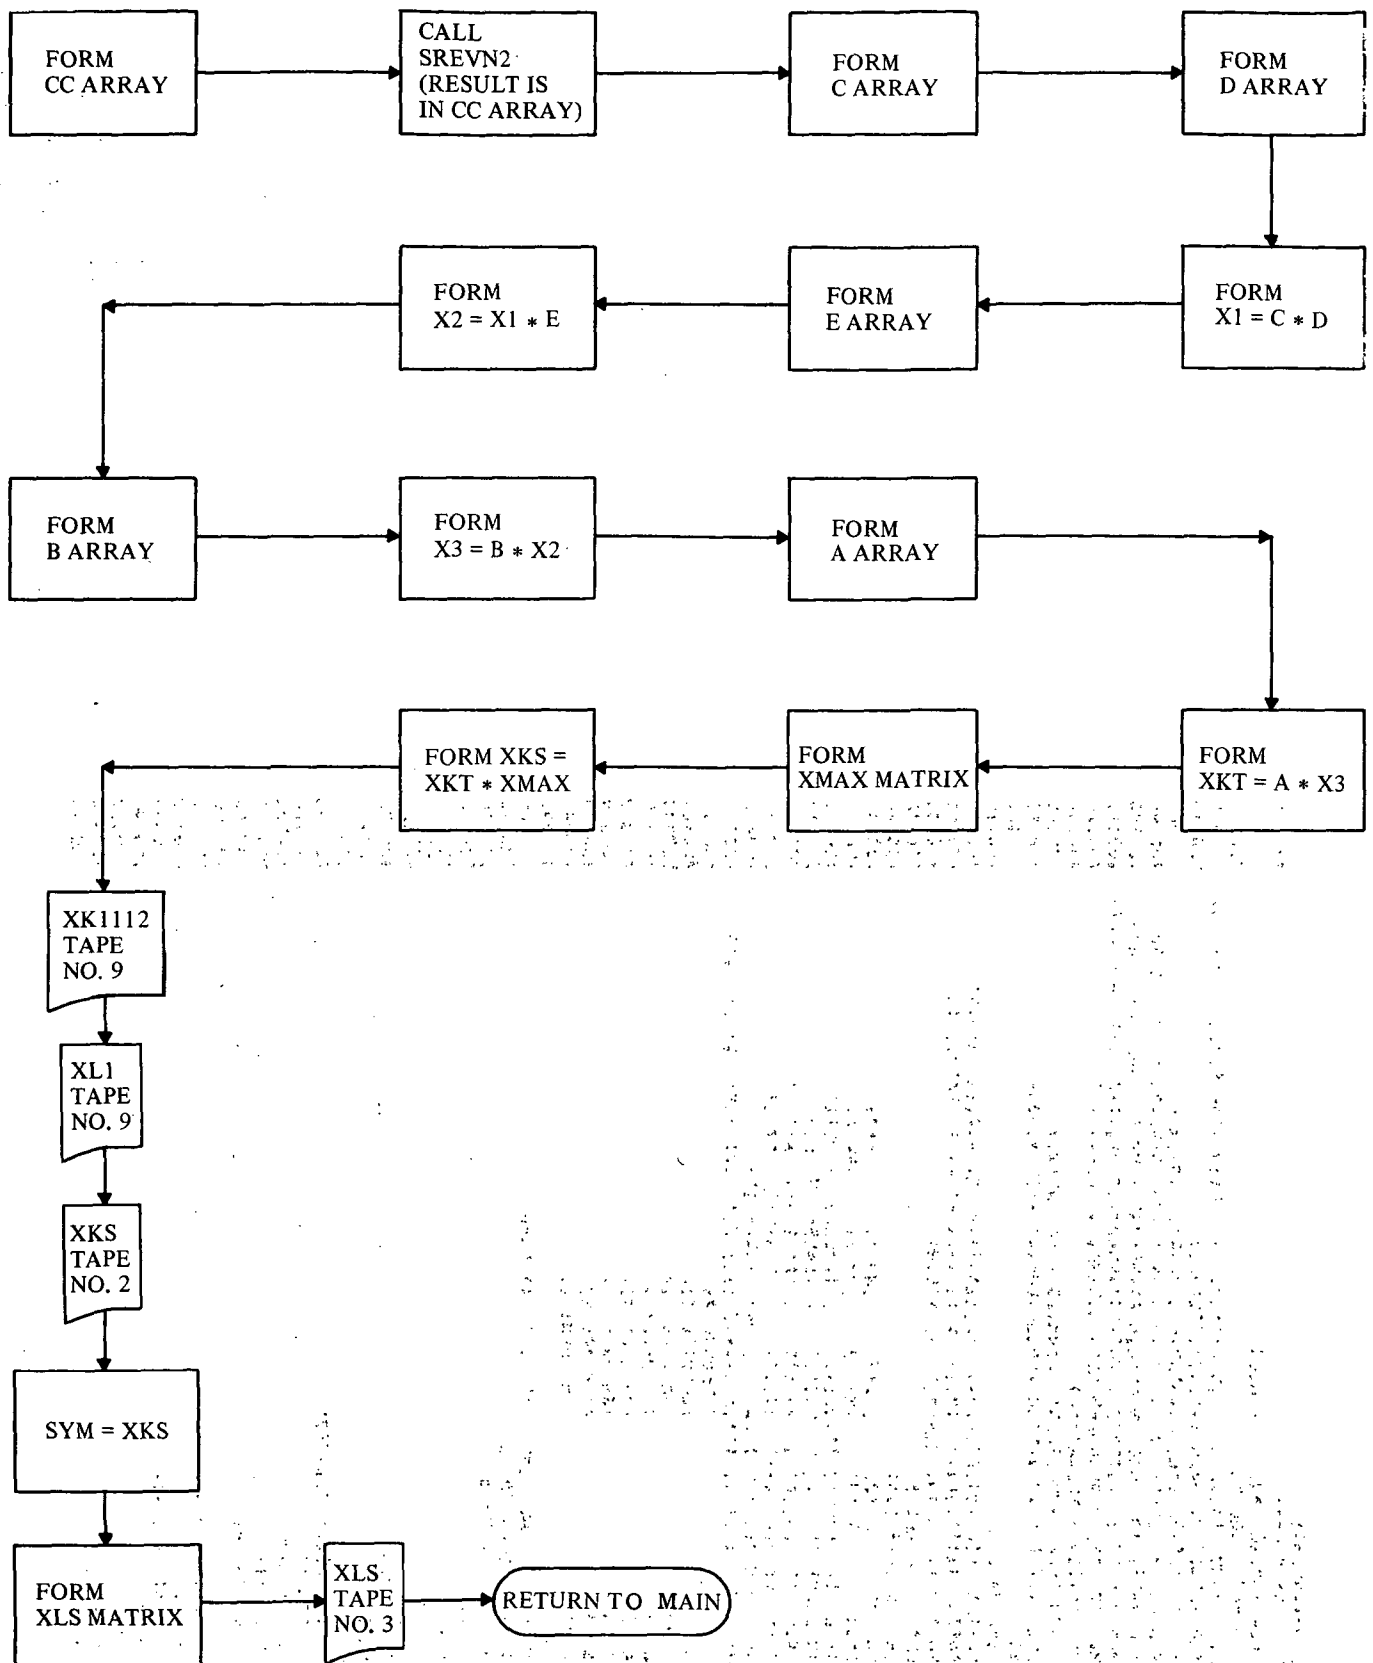 FORM
CC ARRAY
CALL
SREVN2
(RESULT IS
IN CC ARRAY)
FORM
C ARRAY
FORM
D ARRAY
FORM
X1 = C * D
FORM
E ARRAY
FORM
X2 = X1 * E
FORM
B ARRAY
FORM
X3 = B * X2
FORM
A ARRAY
FORM
XKT = A * X3
FORM
XMAX MATRIX
FORM XKS =
XKT * XMAX
XK1112
TAPE
NO. 9
XL1
TAPE
NO. 9
XKS
TAPE
NO. 2
SYM = XKS
FORM
XLS MATRIX
XLS
TAPE
NO. 3
RETURN TO MAIN